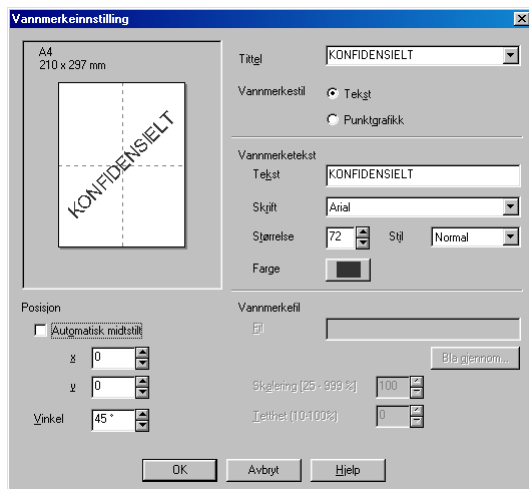 Vannmerkeinnstilling
A4
210 x 297 mm
KONFIDENSIELT
Tittel KONFIDENSIELT
Vannmerkestil Tekst
Punktgrafikk
Vannmerketekst
Tekst KONFIDENSIELT
Skrift Arial
Størrelse 72 Stjl Normal
Farge
Posisjon
Automatisk midtstilt
x 0
y 0
Vinkel 45 °
Vannmerkefil
Fil
Bla gjennom...
Skalering (25 - 999 %) 100
Tetthet (10-100%) 0
OK Avbryt Hjelp